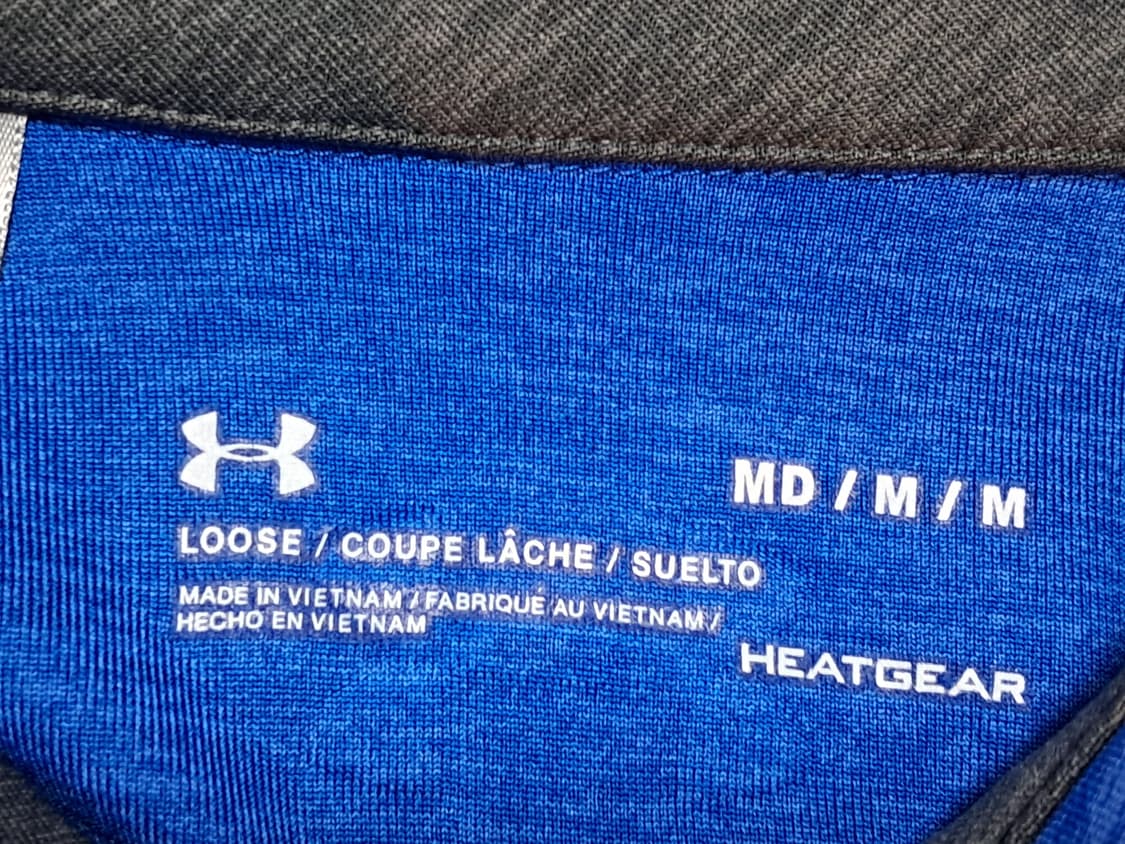 MD / M / M
LOOSE / COUPE LÂCHE / SUELTO
MADE IN VIETNAM / FABRIQUÉ AU VIETNAM /
HECHO EN VIETNAM
HEATGEAR